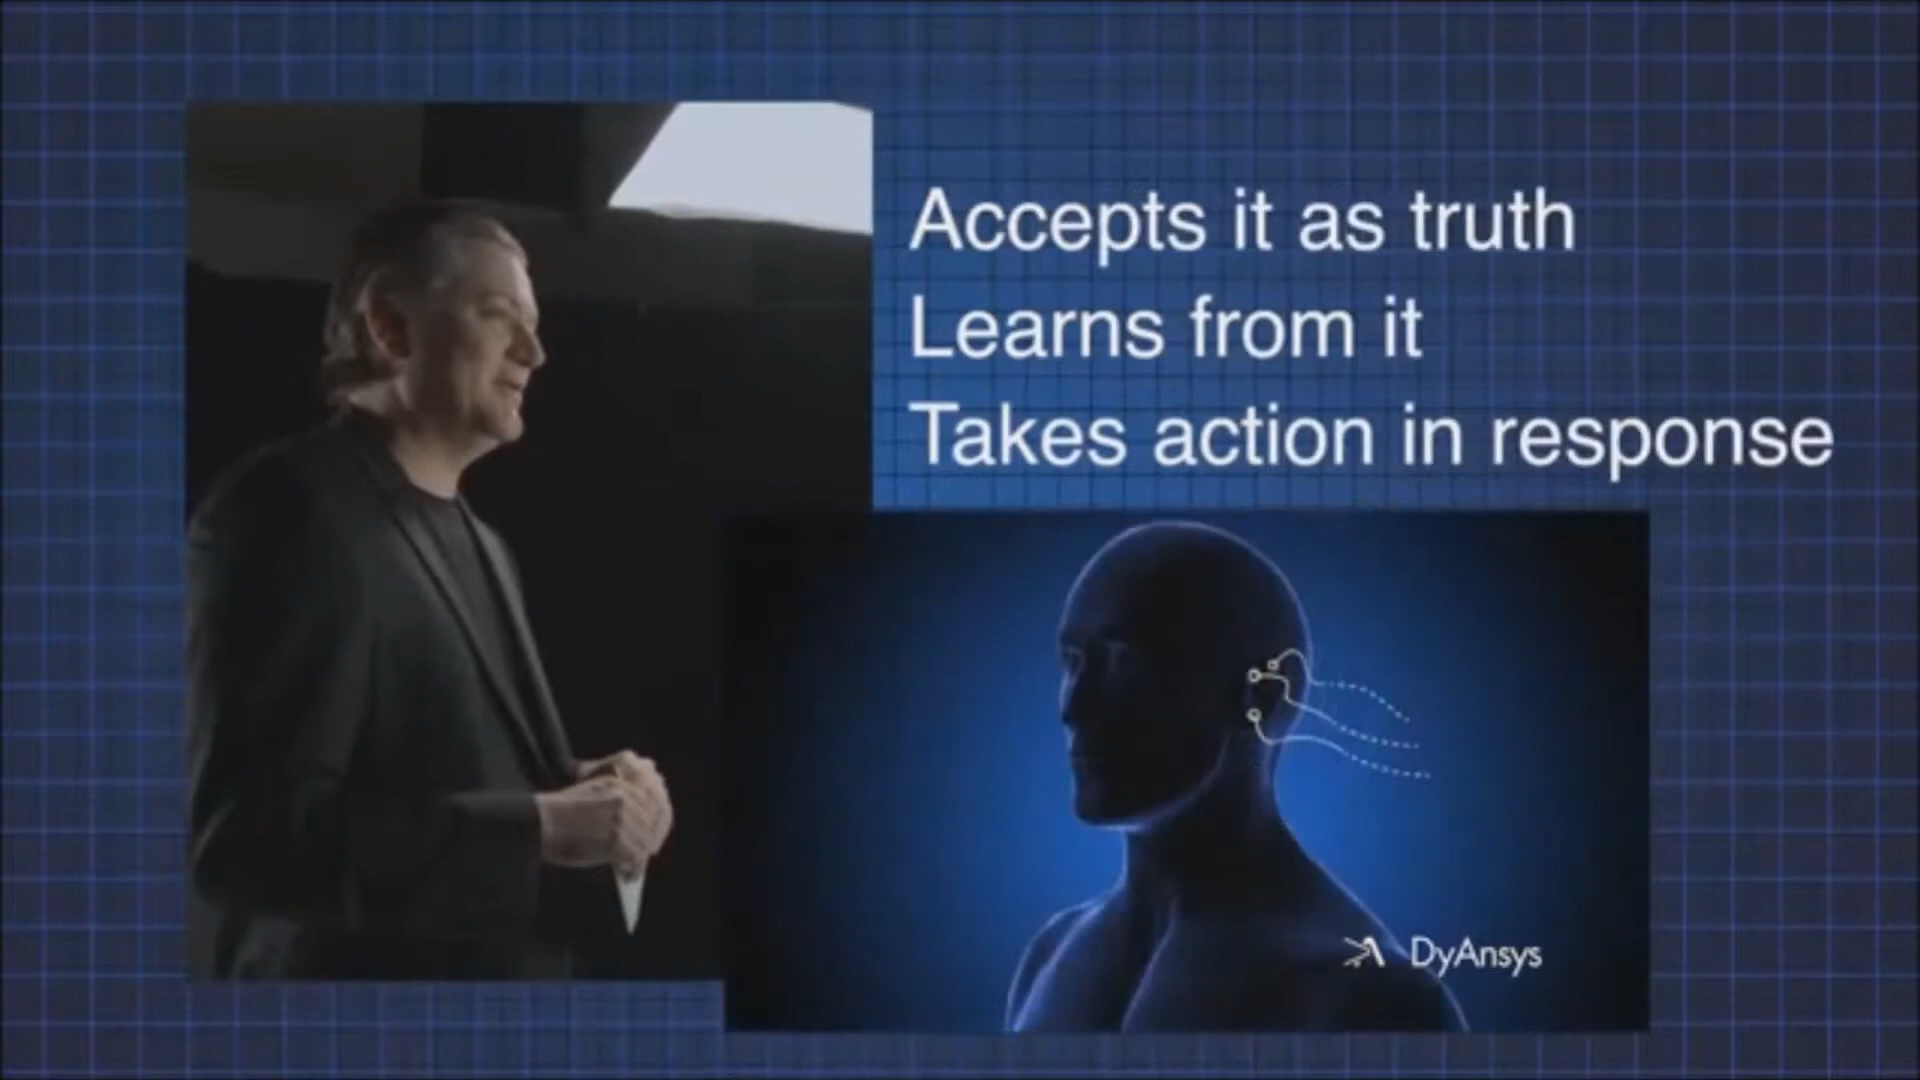 Accepts it as truth
Learns from it
Takes action in response
DyAnsys